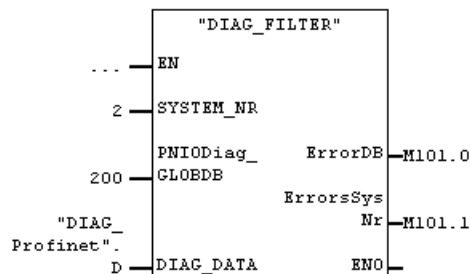 "DIAG_FILTER"
... EN
2 SYSTEM_NR
PNIODiag_ ErrorDB M101.0
200 GLOBDB
ErrorsSys
"DIAG_ Nr M101.1
Profinet".
D DIAG_DATA ENO